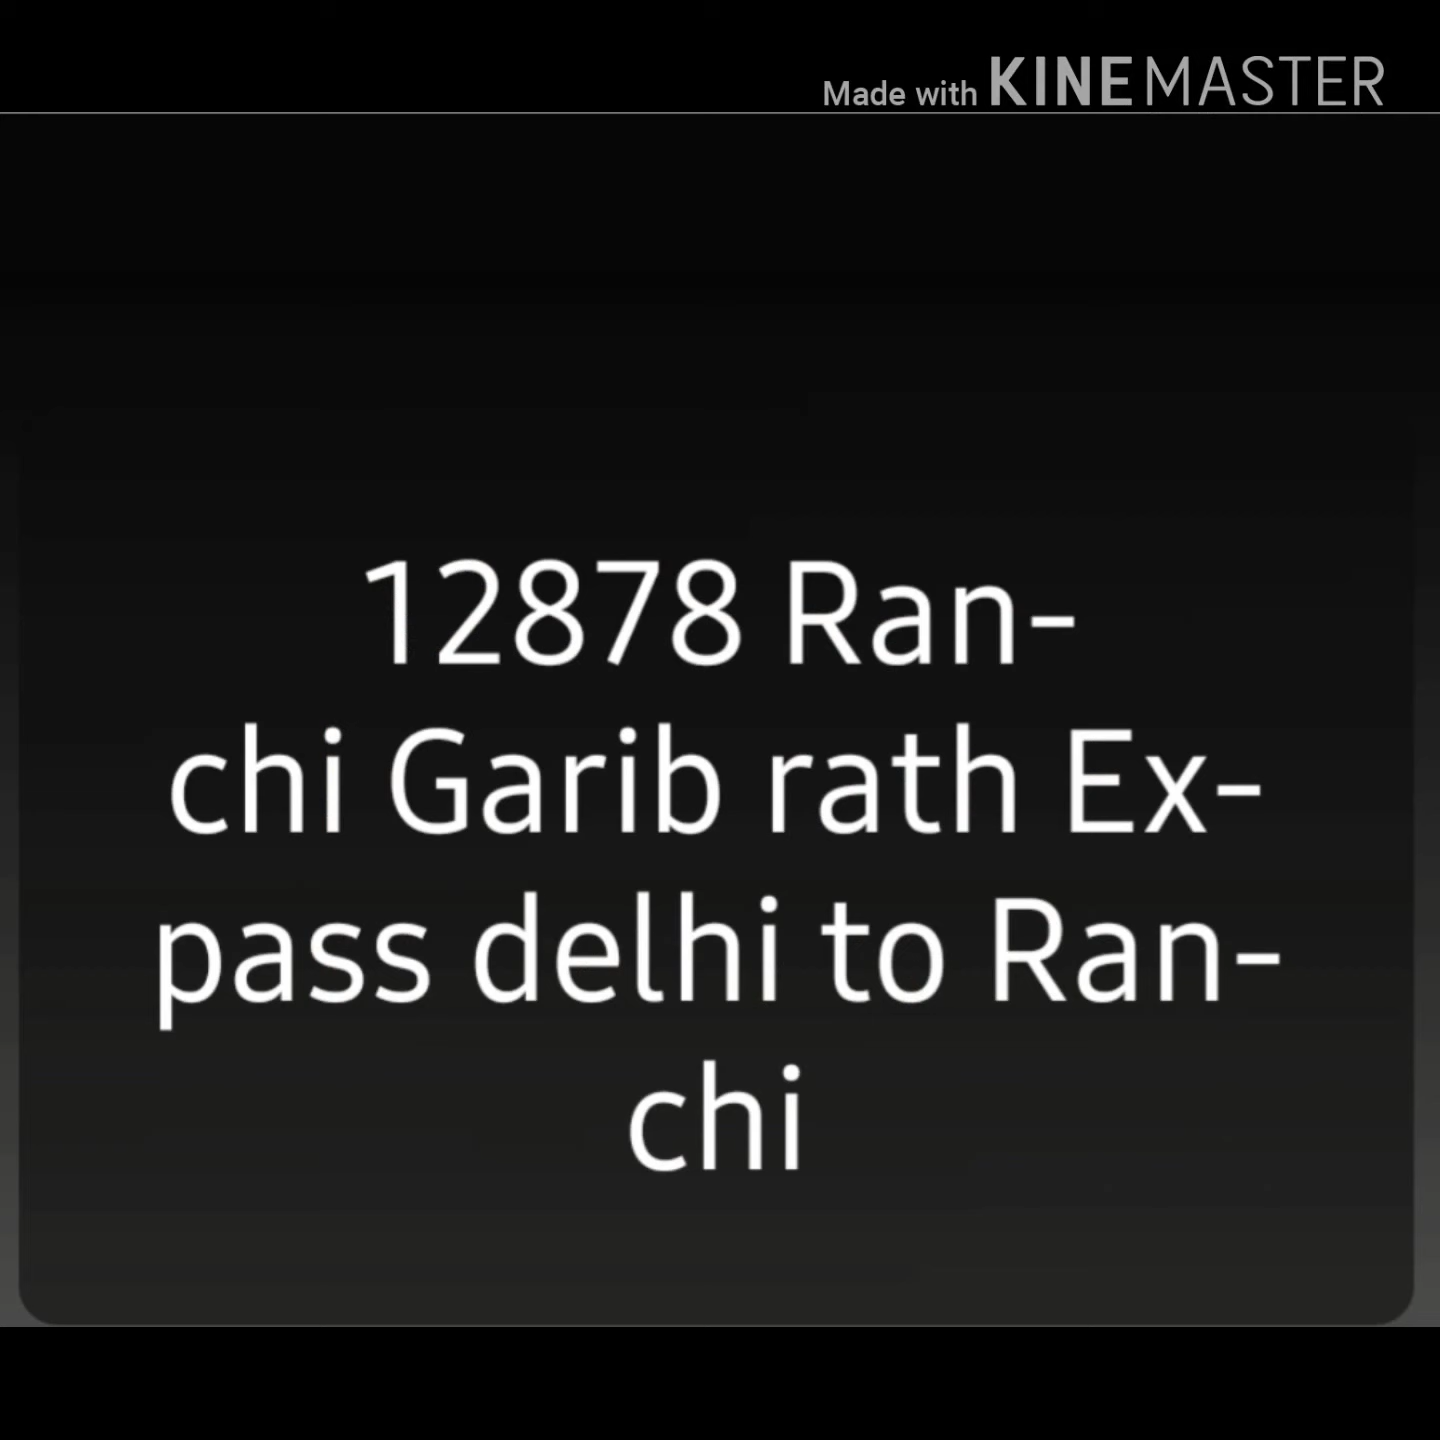 Made with KINEMASTER
12878 Ran-
chi Garib rath Ex-
pass delhi to Ran-
chi